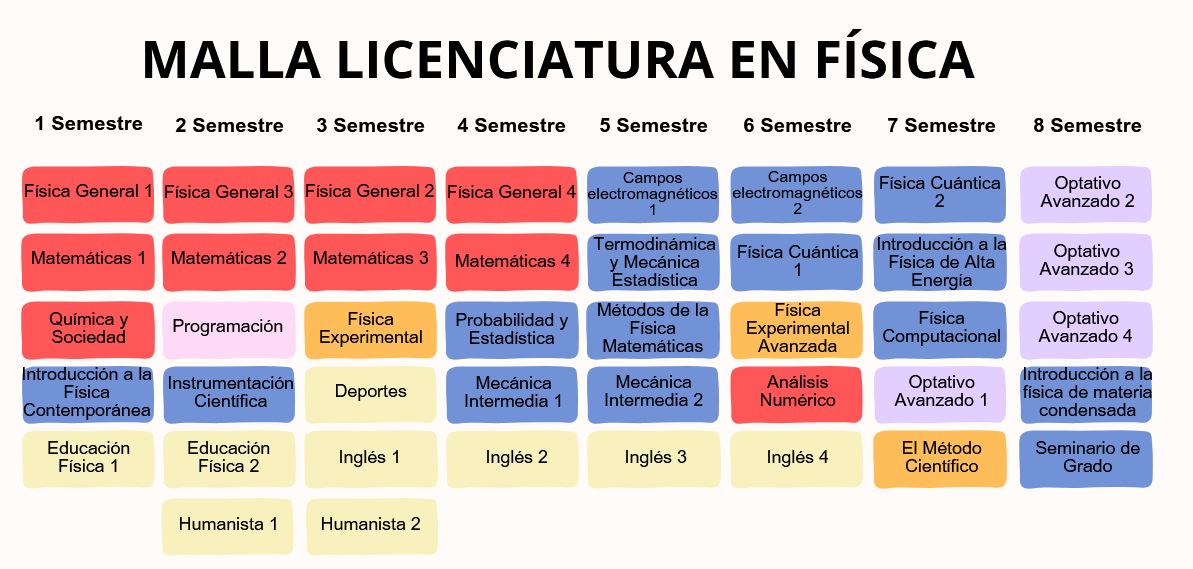 MALLA LICENCIATURA EN FÍSICA
1 Semestre
2 Semestre
3 Semestre
4 Semestre
5 Semestre
6 Semestre
7 Semestre
8 Semestre
Física General 1
Física General 3
Física General 2
Física General 4
Campos
electromagnéticos
1
Campos
electromagnéticos
2
Física Cuántica
2
Optativo
Avanzado 2
Matemáticas 1
Matemáticas 2
Matemáticas 3
Matemáticas 4
Termodinámica
y Mecánica
Estadística
Física Cuántica
1
Introducción a la
Física de Alta
Energía
Optativo
Avanzado 3
Química y
Sociedad
Programación
Física
Experimental
Probabilidad y
Estadística
Métodos de la
Física
Matemáticas
Física
Experimental
Avanzada
Física
Computacional
Optativo
Avanzado 4
Introducción a la
Física
Contemporánea
Instrumentación
Científica
Deportes
Mecánica
Intermedia 1
Mecánica
Intermedia 2
Análisis
Numérico
Optativo
Avanzado 1
Introducción a la
física de materia
condensada
Educación
Física 1
Educación
Física 2
Inglés 1
Inglés 2
Inglés 3
Inglés 4
El Método
Científico
Seminario de
Grado
Humanista 1
Humanista 2